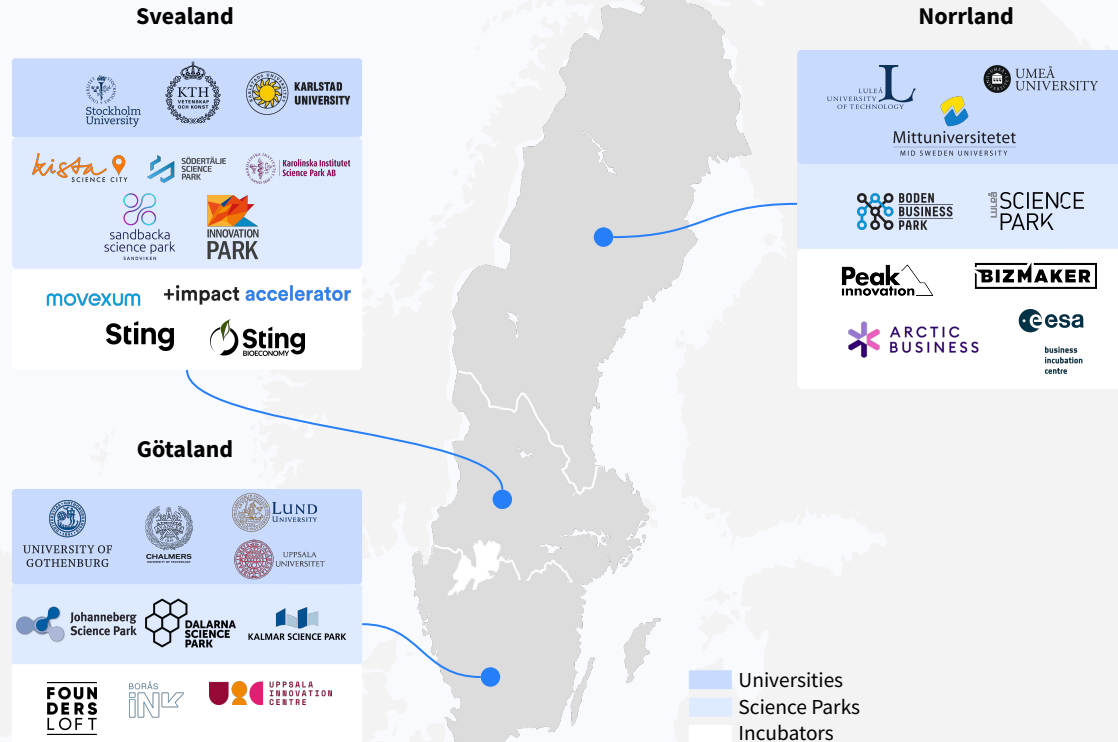 Svealand
Stockholm
University
KTH
VETENSKAP
OCH KONST
KARLSTAD
UNIVERSITY
kista
SCIENCE CITY
SÖDERTÄLJE
SCIENCE
PARK
Karolinska Institutet
Science Park AB
sandbacka
science park
SANDVIKEN
INNOVATION
PARK
movexum
+impact accelerator
Sting
Sting
BIOECONOMY
Norrland
LULEÅ
UNIVERSITY
OF TECHNOLOGY
L
UMEÅ
UNIVERSITY
Mittuniversitetet
MID SWEDEN UNIVERSITY
BODEN
BUSINESS
PARK
LULEÅ
SCIENCE
PARK
Peak
innovation
BIZMAKER
ARCTIC
BUSINESS
esa
business
incubation
centre
Götaland
UNIVERSITY OF
GOTHENBURG
CHALMERS
UNIVERSITY OF TECHNOLOGY
LUND
UNIVERSITY
UPPSALA
UNIVERSITET
Johanneberg
Science Park
DALARNA
SCIENCE
PARK
KALMAR SCIENCE PARK
FOUN
DERS
LOFT
BORÅS
INK
UPPSALA
INNOVATION
CENTRE
Universities
Science Parks
Incubators